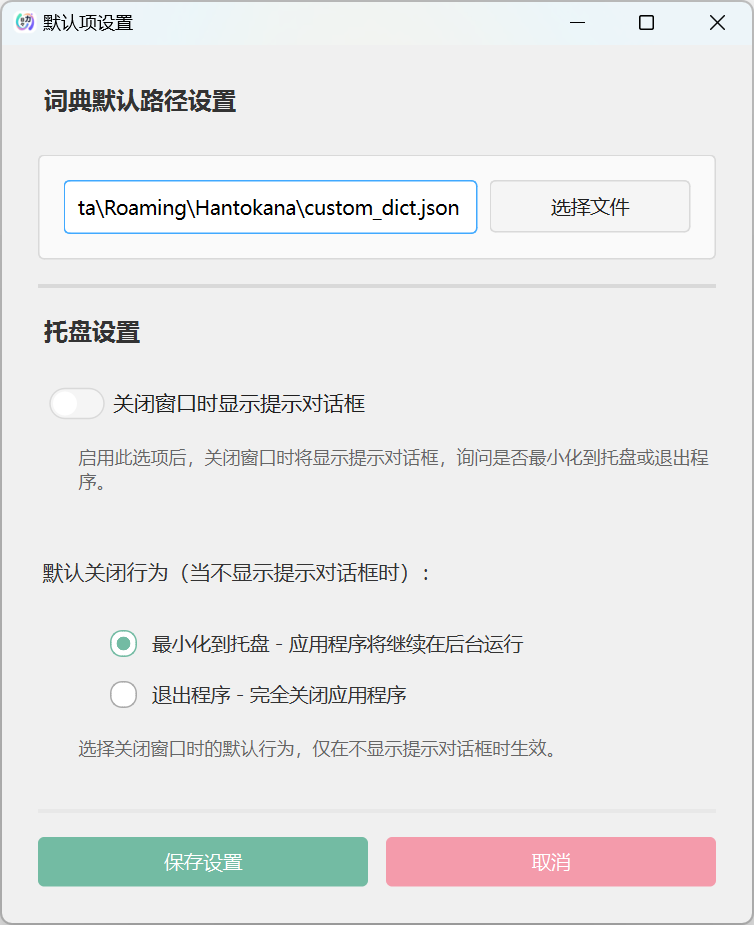 默认项设置
词典默认路径设置
ta\Roaming\Hantokana\custom_dict.json
选择文件
托盘设置
关闭窗口时显示提示对话框
启用此选项后，关闭窗口时将显示提示对话框，询问是否最小化到托盘或退出程
序。
默认关闭行为（当不显示提示对话框时）：
最小化到托盘 - 应用程序将继续在后台运行
退出程序 - 完全关闭应用程序
选择关闭窗口时的默认行为，仅在不显示提示对话框时生效。
保存设置
取消